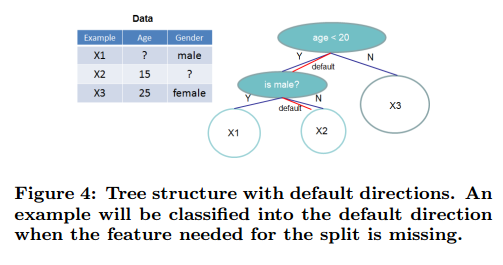 Data
Example Age Gender
X1 ? male
X2 15 ?
X3 25 female
age < 20
Y N
default
is male?
Y N
default
X1 X2 X3
Figure 4: Tree structure with default directions. An
example will be classified into the default direction
when the feature needed for the split is missing.